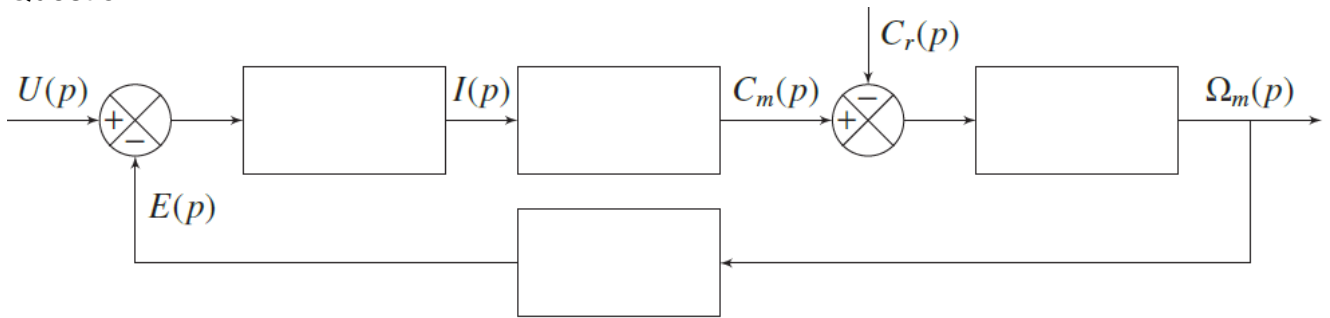 U(p)
+
−
I(p)
C_m(p)
C_r(p)
−
+
Ω_m(p)
E(p)